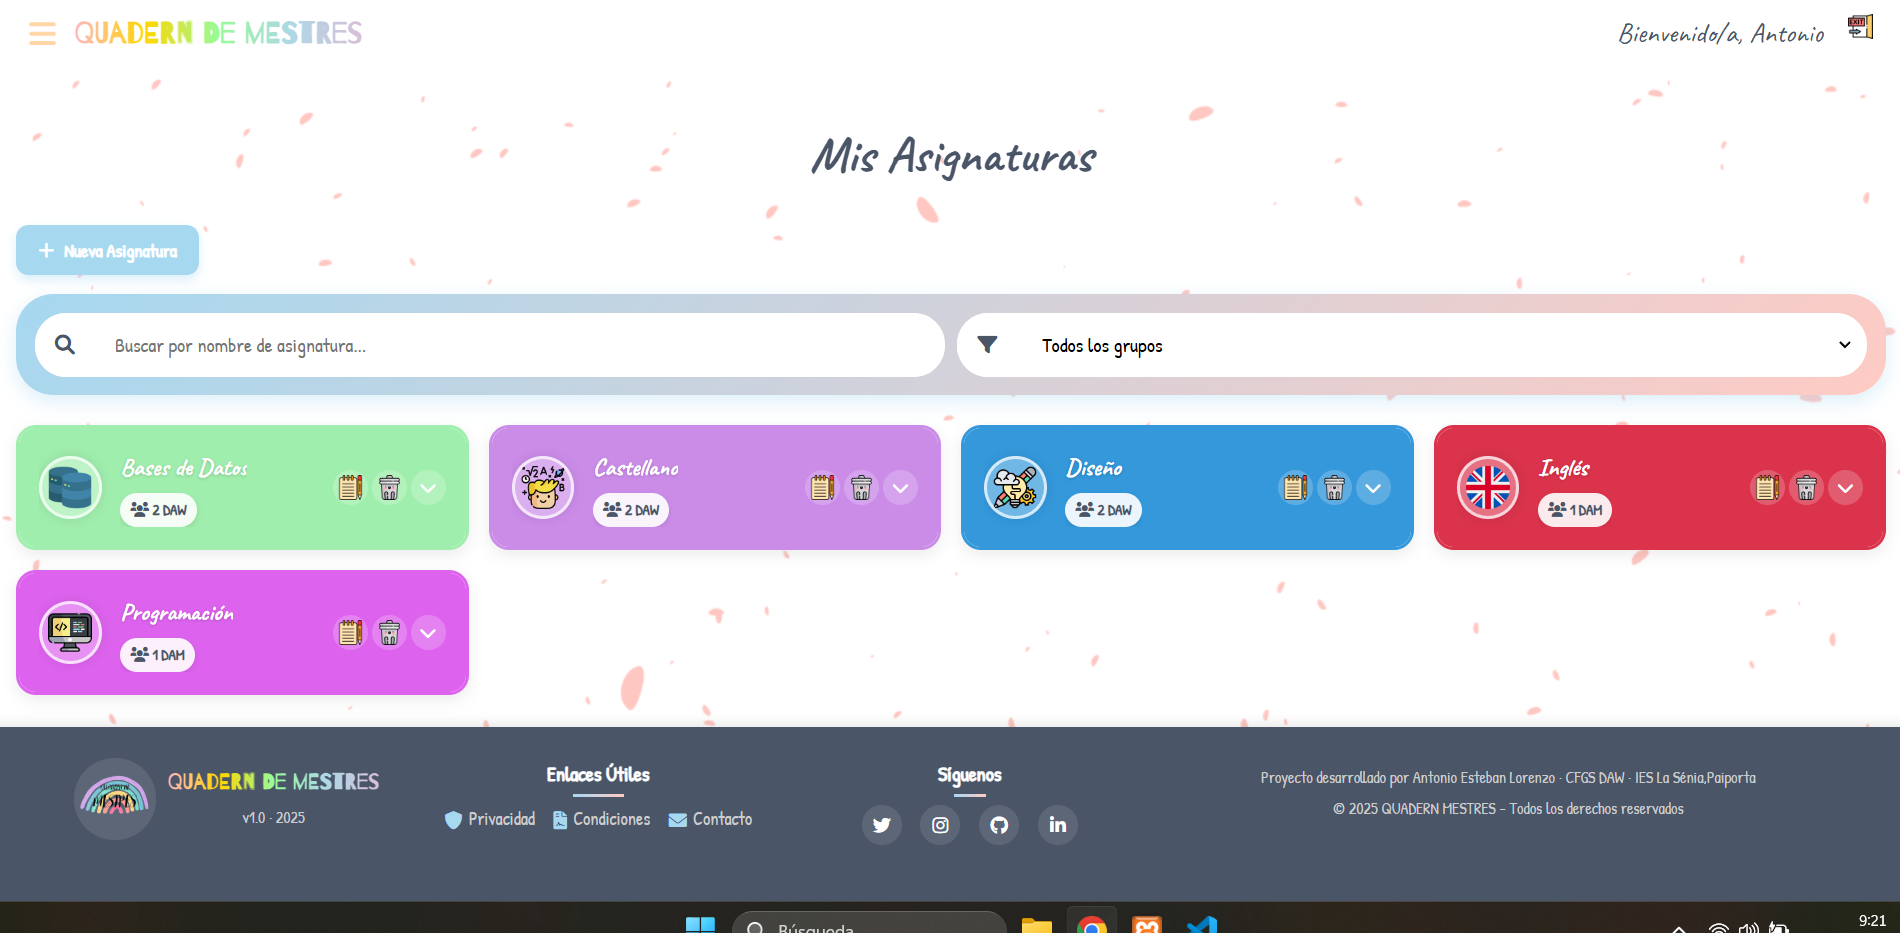 QUADERN DE MESTRES
Bienvenido/a, Antonio
EXIT
Mis Asignaturas
Nueva Asignatura
Buscar por nombre de asignatura...
Todos los grupos
Bases de Datos
2 DAW
Castellano
2 DAW
Diseño
2 DAW
Inglés
1 DAM
Programación
1 DAM
MESTRES
QUADERN DE MESTRES
v1.0 · 2025
Enlaces Útiles
Privacidad
Condiciones
Contacto
Síguenos
Proyecto desarrollado por Antonio Esteban Lorenzo · CFGS DAW · IES La Sénia,Paiporta
© 2025 QUADERN MESTRES – Todos los derechos reservados
Búsqueda
9:21